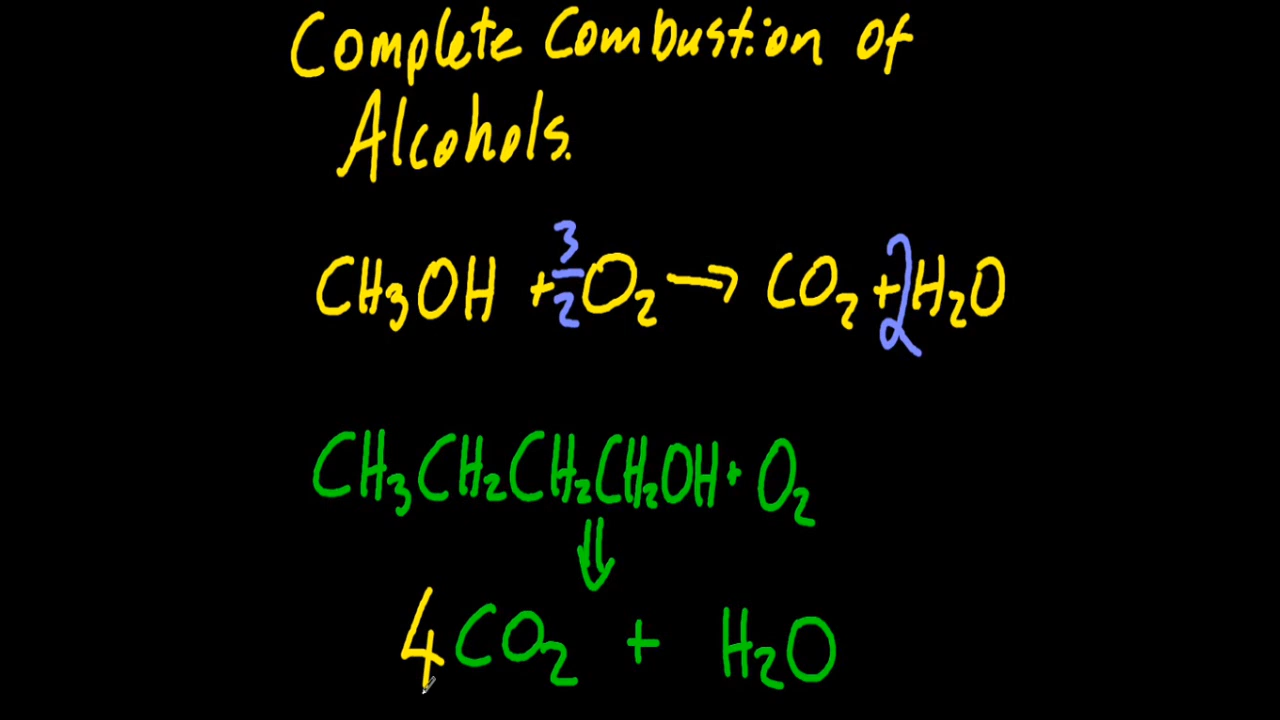 Complete Combustion of
Alcohols.
CH₃OH + 3/2 O₂ → CO₂ + 2H₂O
CH₃CH₂CH₂CH₂OH + O₂
⇓
4CO₂ + H₂O